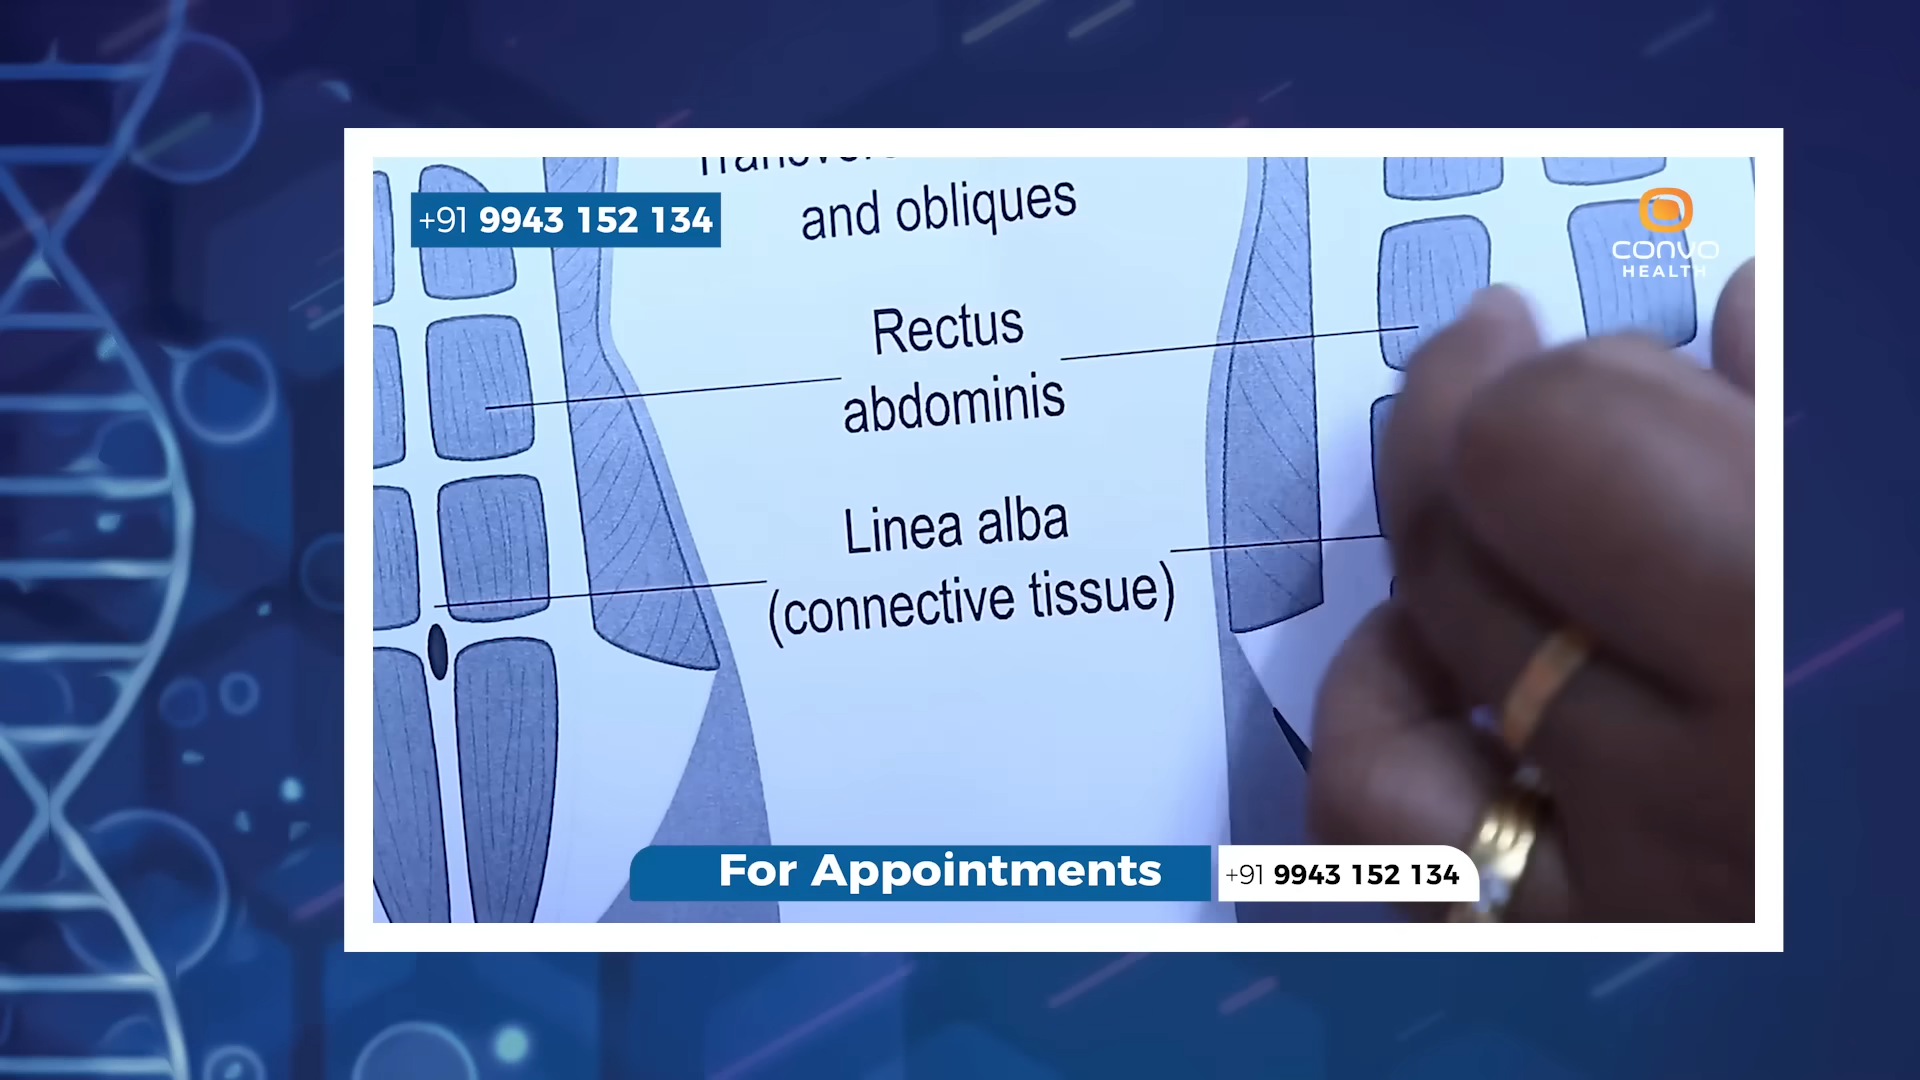 +91 9943 152 134
and obliques
Rectus
abdominis
Linea alba
(connective tissue)
convo
HEALTH
For Appointments
+91 9943 152 134